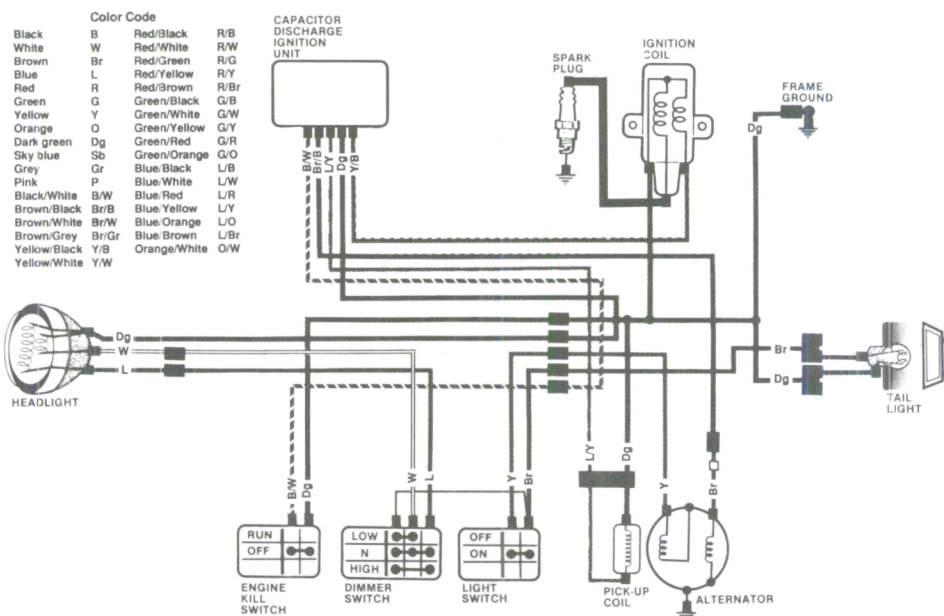 Color Code
Black B Red/Black R/B
White W Red/White R/W
Brown Br Red/Green R/G
Blue L Red/Yellow R/Y
Red R Red/Brown R/Br
Green G Green/Black G/B
Yellow Y Green/White G/W
Orange O Green/Yellow G/Y
Dark green Dg Green/Red G/R
Sky blue Sb Green/Orange G/O
Grey Gr Blue/Black L/B
Pink P Blue/White L/W
Black/White B/W Blue/Red L/R
Brown/Black Br/B Blue/Yellow L/Y
Brown/White Br/W Blue/Orange L/O
Brown/Grey Br/Gr Blue/Brown L/Br
Yellow/Black Y/B Orange/White O/W
Yellow/White Y/W
CAPACITOR
DISCHARGE
IGNITION
UNIT
B/W
Br/B
L/Y
Dg
Y/B
SPARK
PLUG
IGNITION
COIL
FRAME
GROUND
Dg
Dg
W
L
HEADLIGHT
Br
Dg
TAIL
LIGHT
B/W
Dg
W
L
Y
Br
L/Y
Dg
Y
Br
RUN
OFF
ENGINE
KILL
SWITCH
LOW
N
HIGH
DIMMER
SWITCH
OFF
ON
LIGHT
SWITCH
PICK-UP
COIL
ALTERNATOR